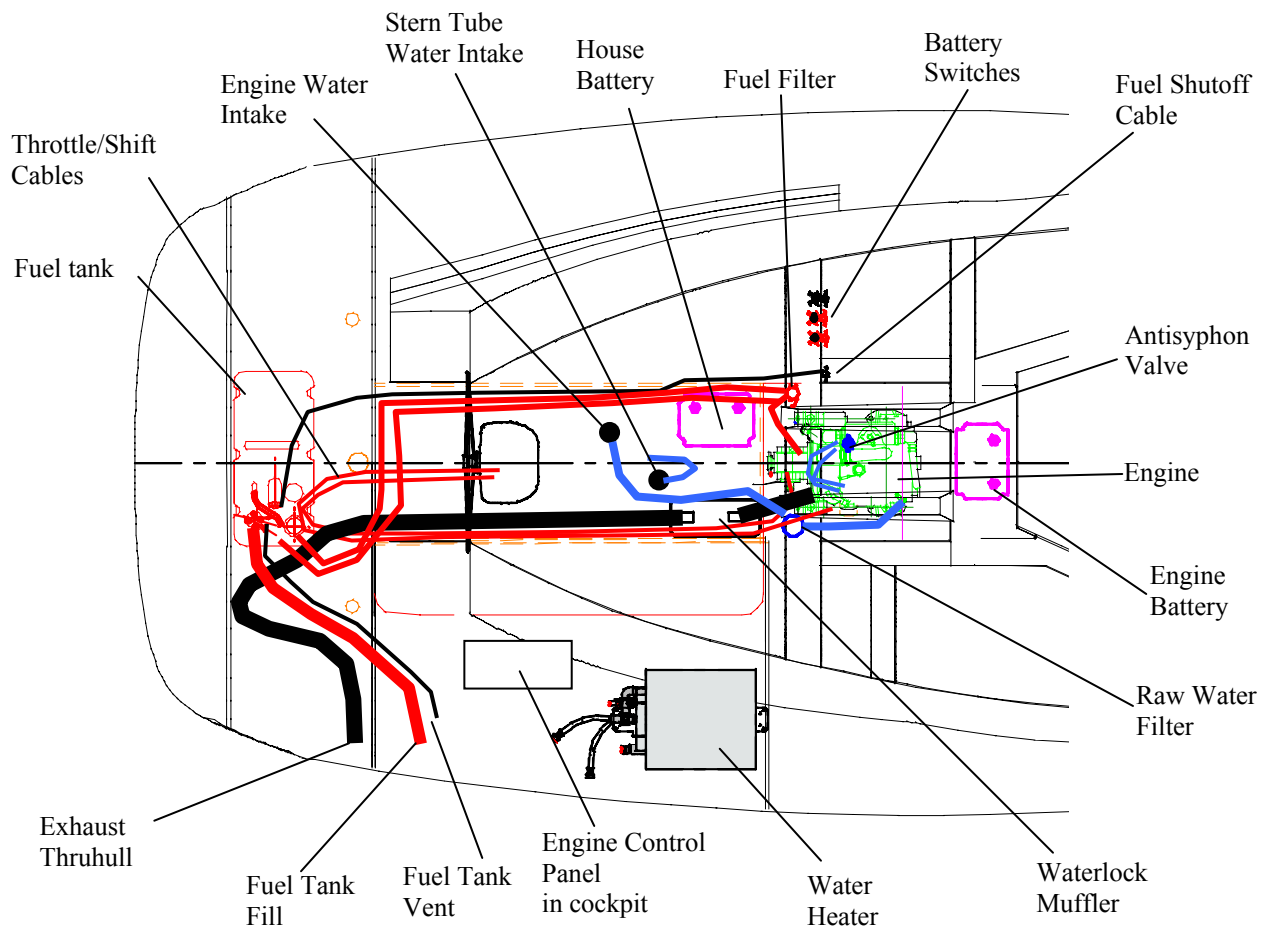 Stern Tube
Water Intake
House
Battery
Battery
Switches
Engine Water
Intake
Fuel Filter
Fuel Shutoff
Cable
Throttle/Shift
Cables
Fuel tank
Antisyphon
Valve
Engine
Engine
Battery
Raw Water
Filter
Exhaust
Thruhull
Fuel Tank
Fill
Fuel Tank
Vent
Engine Control
Panel
in cockpit
Water
Heater
Waterlock
Muffler